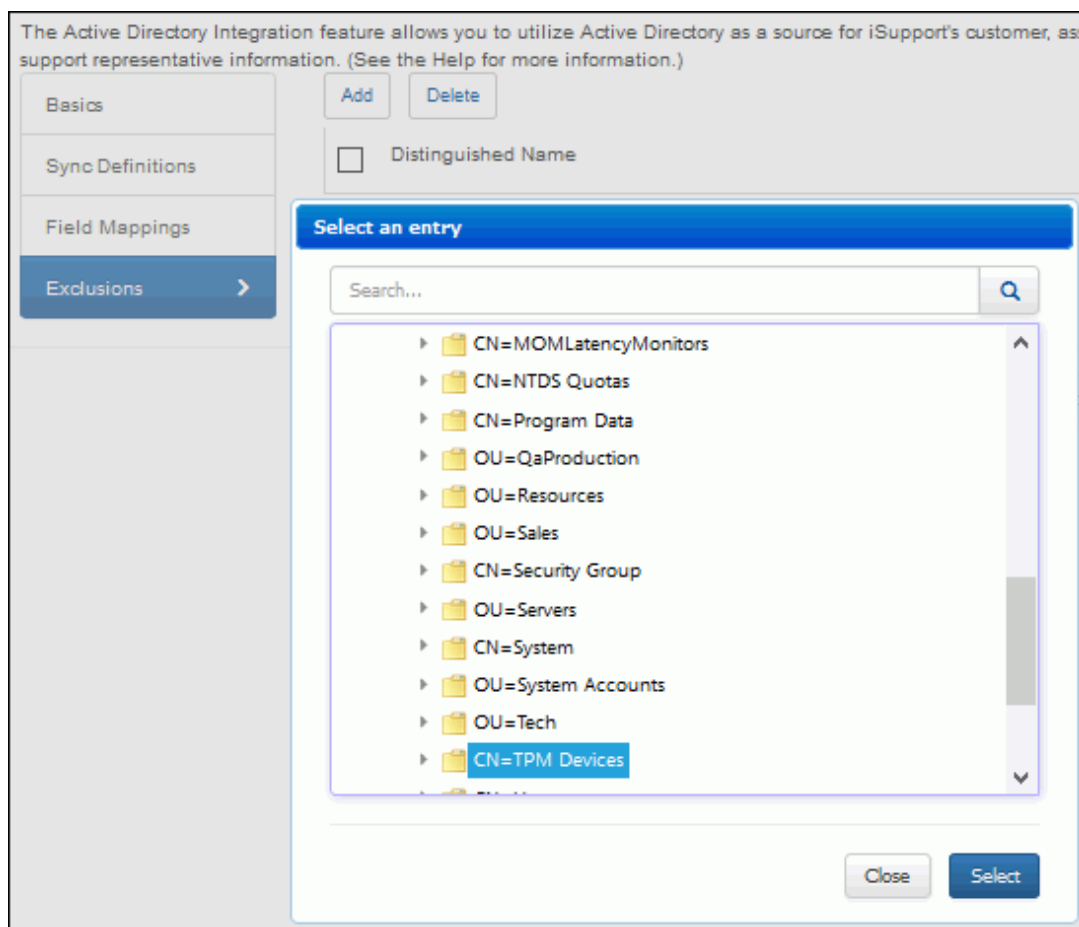 The Active Directory Integration feature allows you to utilize Active Directory as a source for iSupport's customer,
support representative information. (See the Help for more information.)
Basics
Add
Delete
Sync Definitions
Distinguished Name
Field Mappings
Exclusions
Select an entry
Search...
CN=MOMLatencyMonitors
CN=NTDS Quotas
CN=Program Data
OU=QaProduction
OU=Resources
OU=Sales
CN=Security Group
OU=Servers
CN=System
OU=System Accounts
OU=Tech
CN=TPM Devices
Close
Select